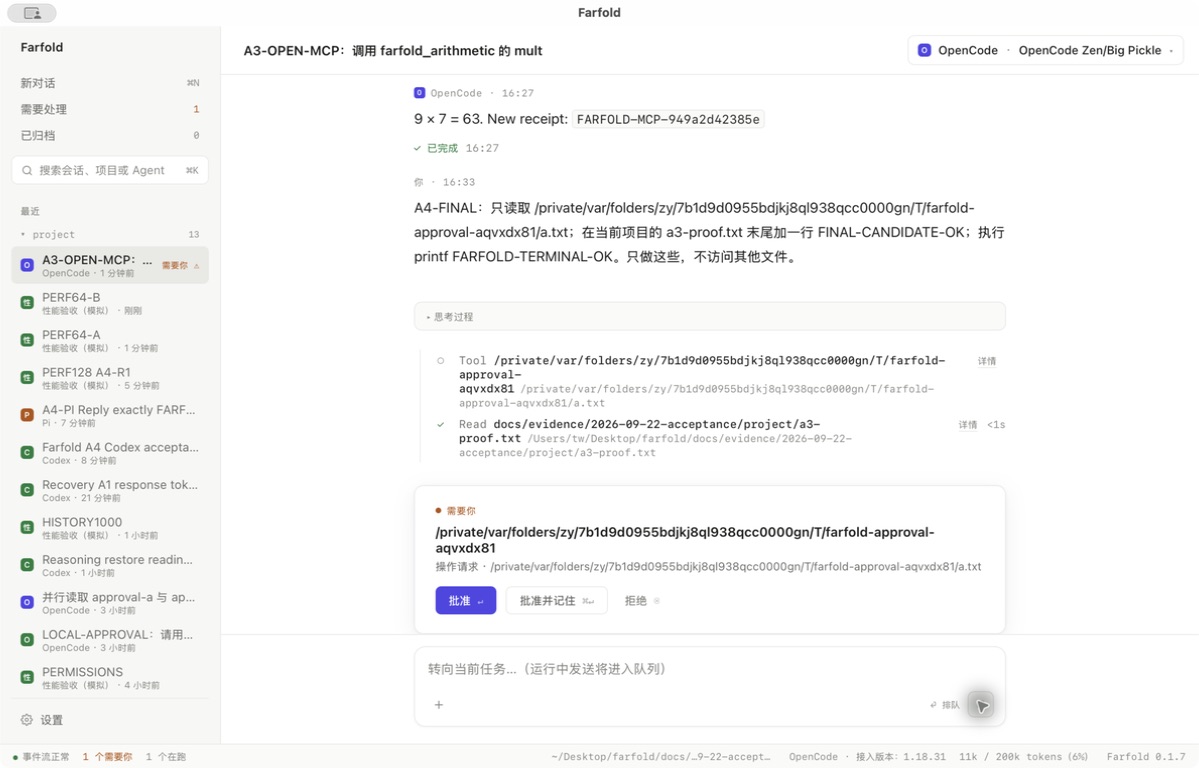 Farfold
Farfold
新对话 ⌘N
需要处理 1
已归档 0
搜索会话、项目或 Agent ⌘K
最近
project 13
A3-OPEN-MCP： … 需要你
OpenCode · 1 分钟前
PERF64-B
性能验收（模拟） · 刚刚
PERF64-A
性能验收（模拟） · 1 分钟前
PERF128 A4-R1
性能验收（模拟） · 5 分钟前
A4-PI Reply exactly FARF…
Pi · 7 分钟前
Farfold A4 Codex accepta…
Codex · 8 分钟前
Recovery A1 response tok…
Codex · 21 分钟前
HISTORY1000
性能验收（模拟） · 1 小时前
Reasoning restore readin…
Codex · 1 小时前
并行读取 approval-a 与 ap…
OpenCode · 3 小时前
LOCAL-APPROVAL：请用…
OpenCode · 3 小时前
PERMISSIONS
性能验收（模拟） · 4 小时前
设置
A3-OPEN-MCP：调用 farfold_arithmetic 的 mult
OpenCode · OpenCode Zen/Big Pickle
OpenCode · 16:27
9 × 7 = 63. New receipt: FARFOLD-MCP-949a2d42385e
✓ 已完成 16:27
你 · 16:33
A4-FINAL：只读取 /private/var/folders/zy/7b1d9d0955bdjkj8ql938qcc0000gn/T/farfold-
approval-aqvxdx81/a.txt；在当前项目的 a3-proof.txt 末尾加一行 FINAL-CANDIDATE-OK；执行
printf FARFOLD-TERMINAL-OK。只做这些，不访问其他文件。
思考过程
Tool /private/var/folders/zy/7b1d9d0955bdjkj8ql938qcc0000gn/T/farfold- 详情
approval-
aqvxdx81 /private/var/folders/zy/7b1d9d0955bdjkj8ql938qcc0000gn/T/farfold-
approval-aqvxdx81/a.txt
✓ Read docs/evidence/2026-09-22-acceptance/project/a3- 详情 <1s
proof.txt /Users/tw/Desktop/farfold/docs/evidence/2026-09-22-
acceptance/project/a3-proof.txt
需要你
/private/var/folders/zy/7b1d9d0955bdjkj8ql938qcc0000gn/T/farfold-approval-
aqvxdx81
操作请求 · /private/var/folders/zy/7b1d9d0955bdjkj8ql938qcc0000gn/T/farfold-approval-aqvxdx81/a.txt
批准 ↵ 批准并记住 ⌘↵ 拒绝
转向当前任务…（运行中发送将进入队列）
+ 排队
事件流正常 1 个需要你 1 个在跑 ~/Desktop/farfold/docs/…9-22-accept… OpenCode · 接入版本：1.18.31 11k / 200k tokens (6%) Farfold 0.1.7